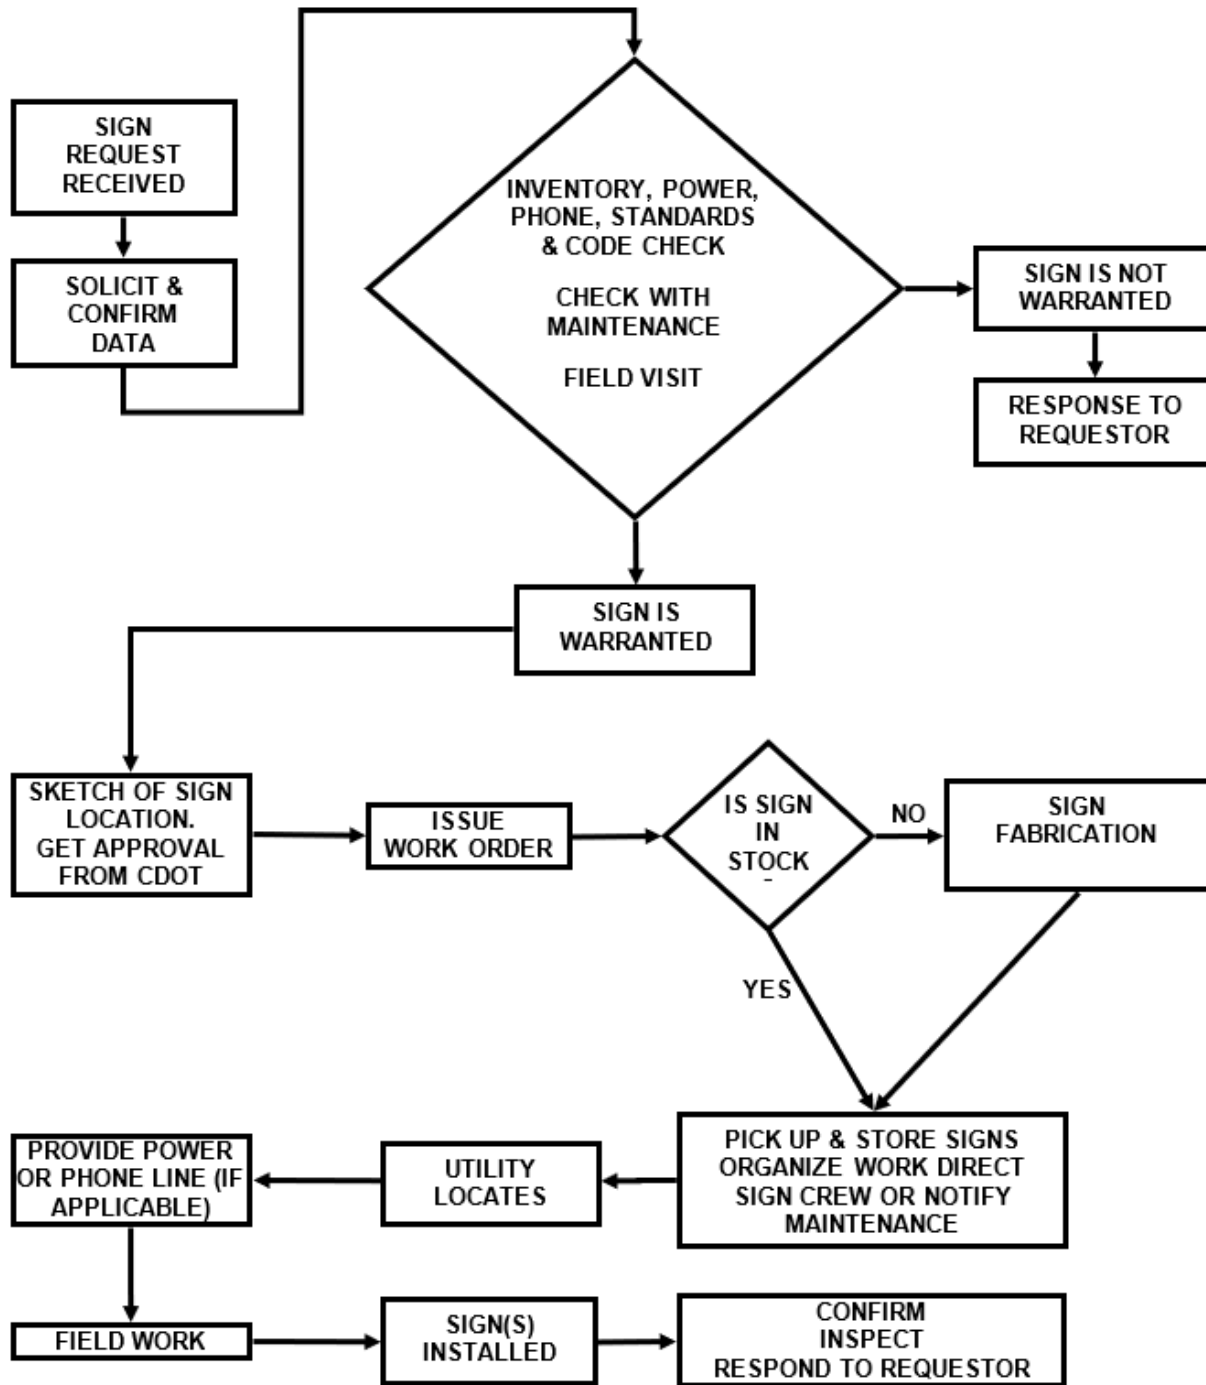 SIGN
REQUEST
RECEIVED
SOLICIT &
CONFIRM
DATA
INVENTORY, POWER,
PHONE, STANDARDS
& CODE CHECK
CHECK WITH
MAINTENANCE
FIELD VISIT
SIGN IS NOT
WARRANTED
RESPONSE TO
REQUESTOR
SIGN IS
WARRANTED
SKETCH OF SIGN
LOCATION.
GET APPROVAL
FROM CDOT
ISSUE
WORK ORDER
IS SIGN
IN
STOCK
-
NO
SIGN
FABRICATION
YES
PICK UP & STORE SIGNS
ORGANIZE WORK DIRECT
SIGN CREW OR NOTIFY
MAINTENANCE
UTILITY
LOCATES
PROVIDE POWER
OR PHONE LINE (IF
APPLICABLE)
FIELD WORK
SIGN(S)
INSTALLED
CONFIRM
INSPECT
RESPOND TO REQUESTOR